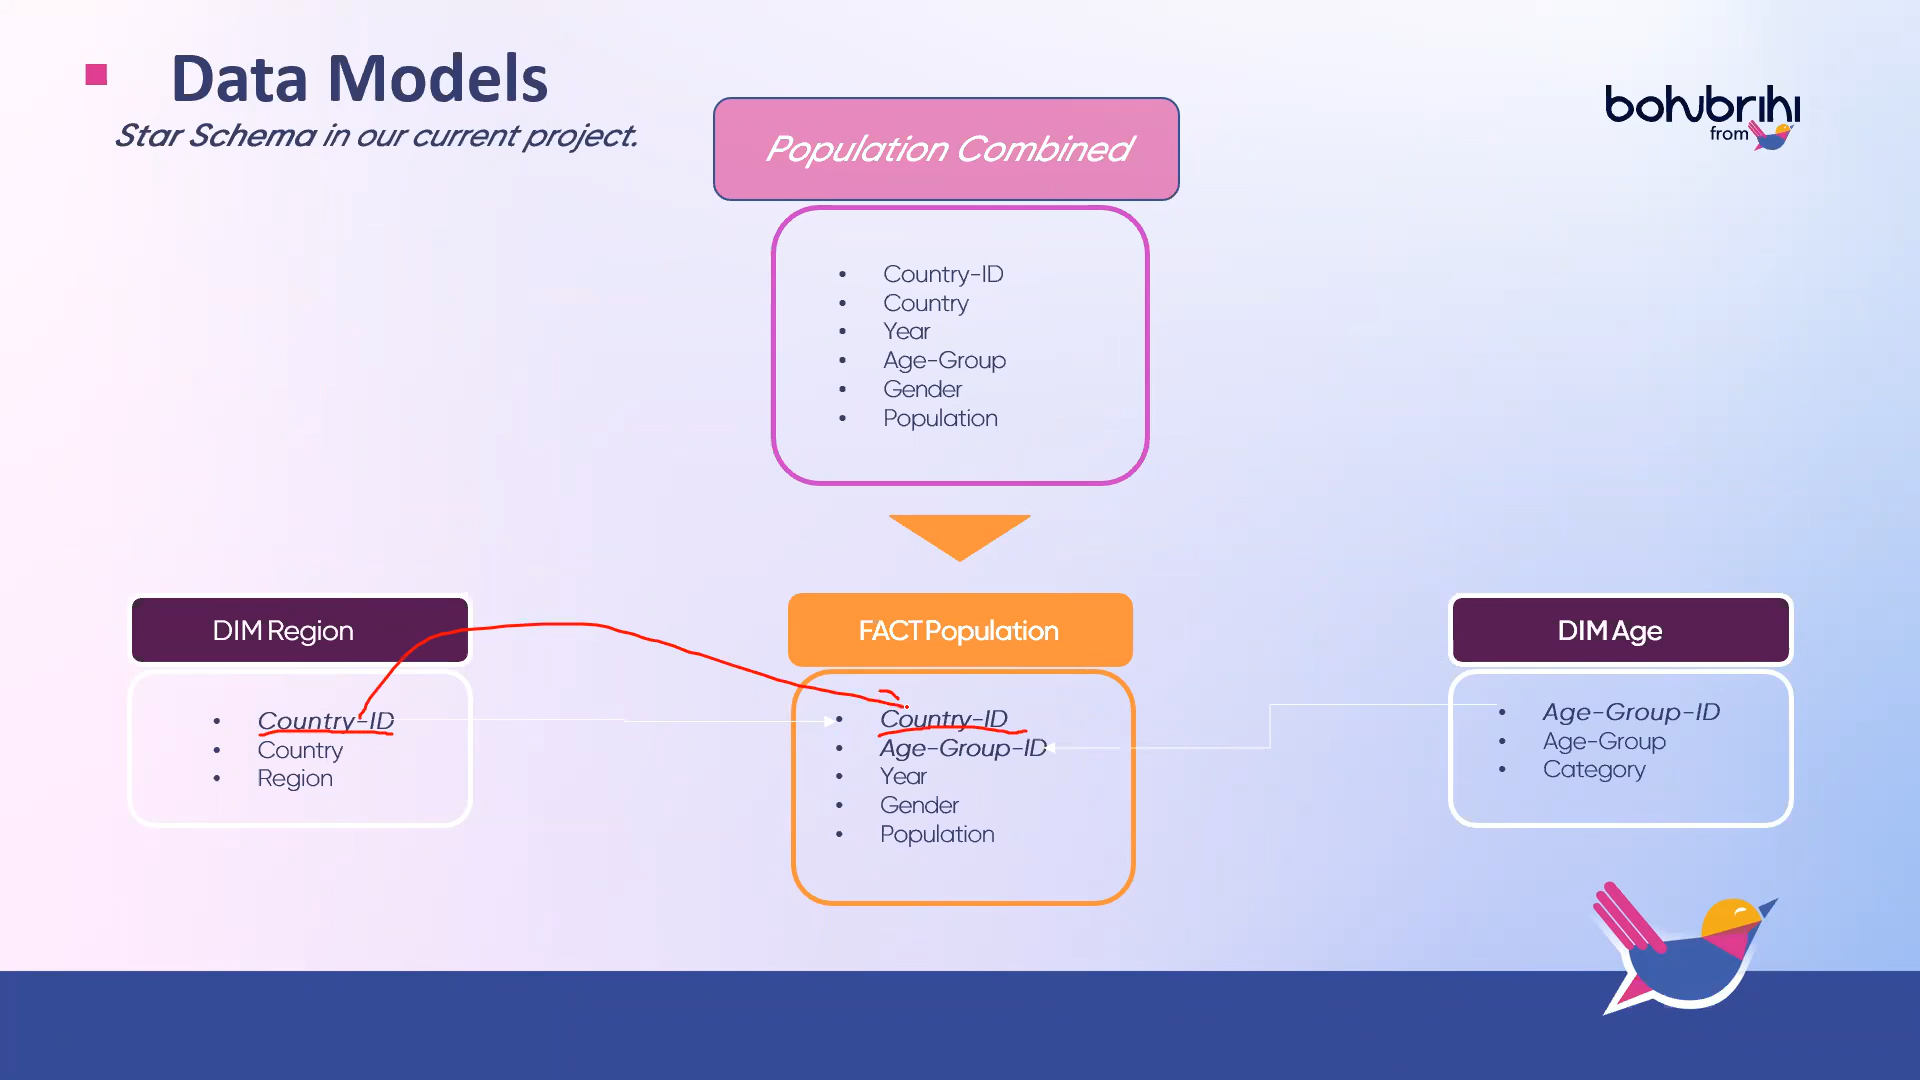 Data Models
Star Schema in our current project.
bohubrihi
from
Population Combined
• Country-ID
• Country
• Year
• Age-Group
• Gender
• Population
DIM Region
• Country-ID
• Country
• Region
FACT Population
• Country-ID
• Age-Group-ID
• Year
• Gender
• Population
DIM Age
• Age-Group-ID
• Age-Group
• Category